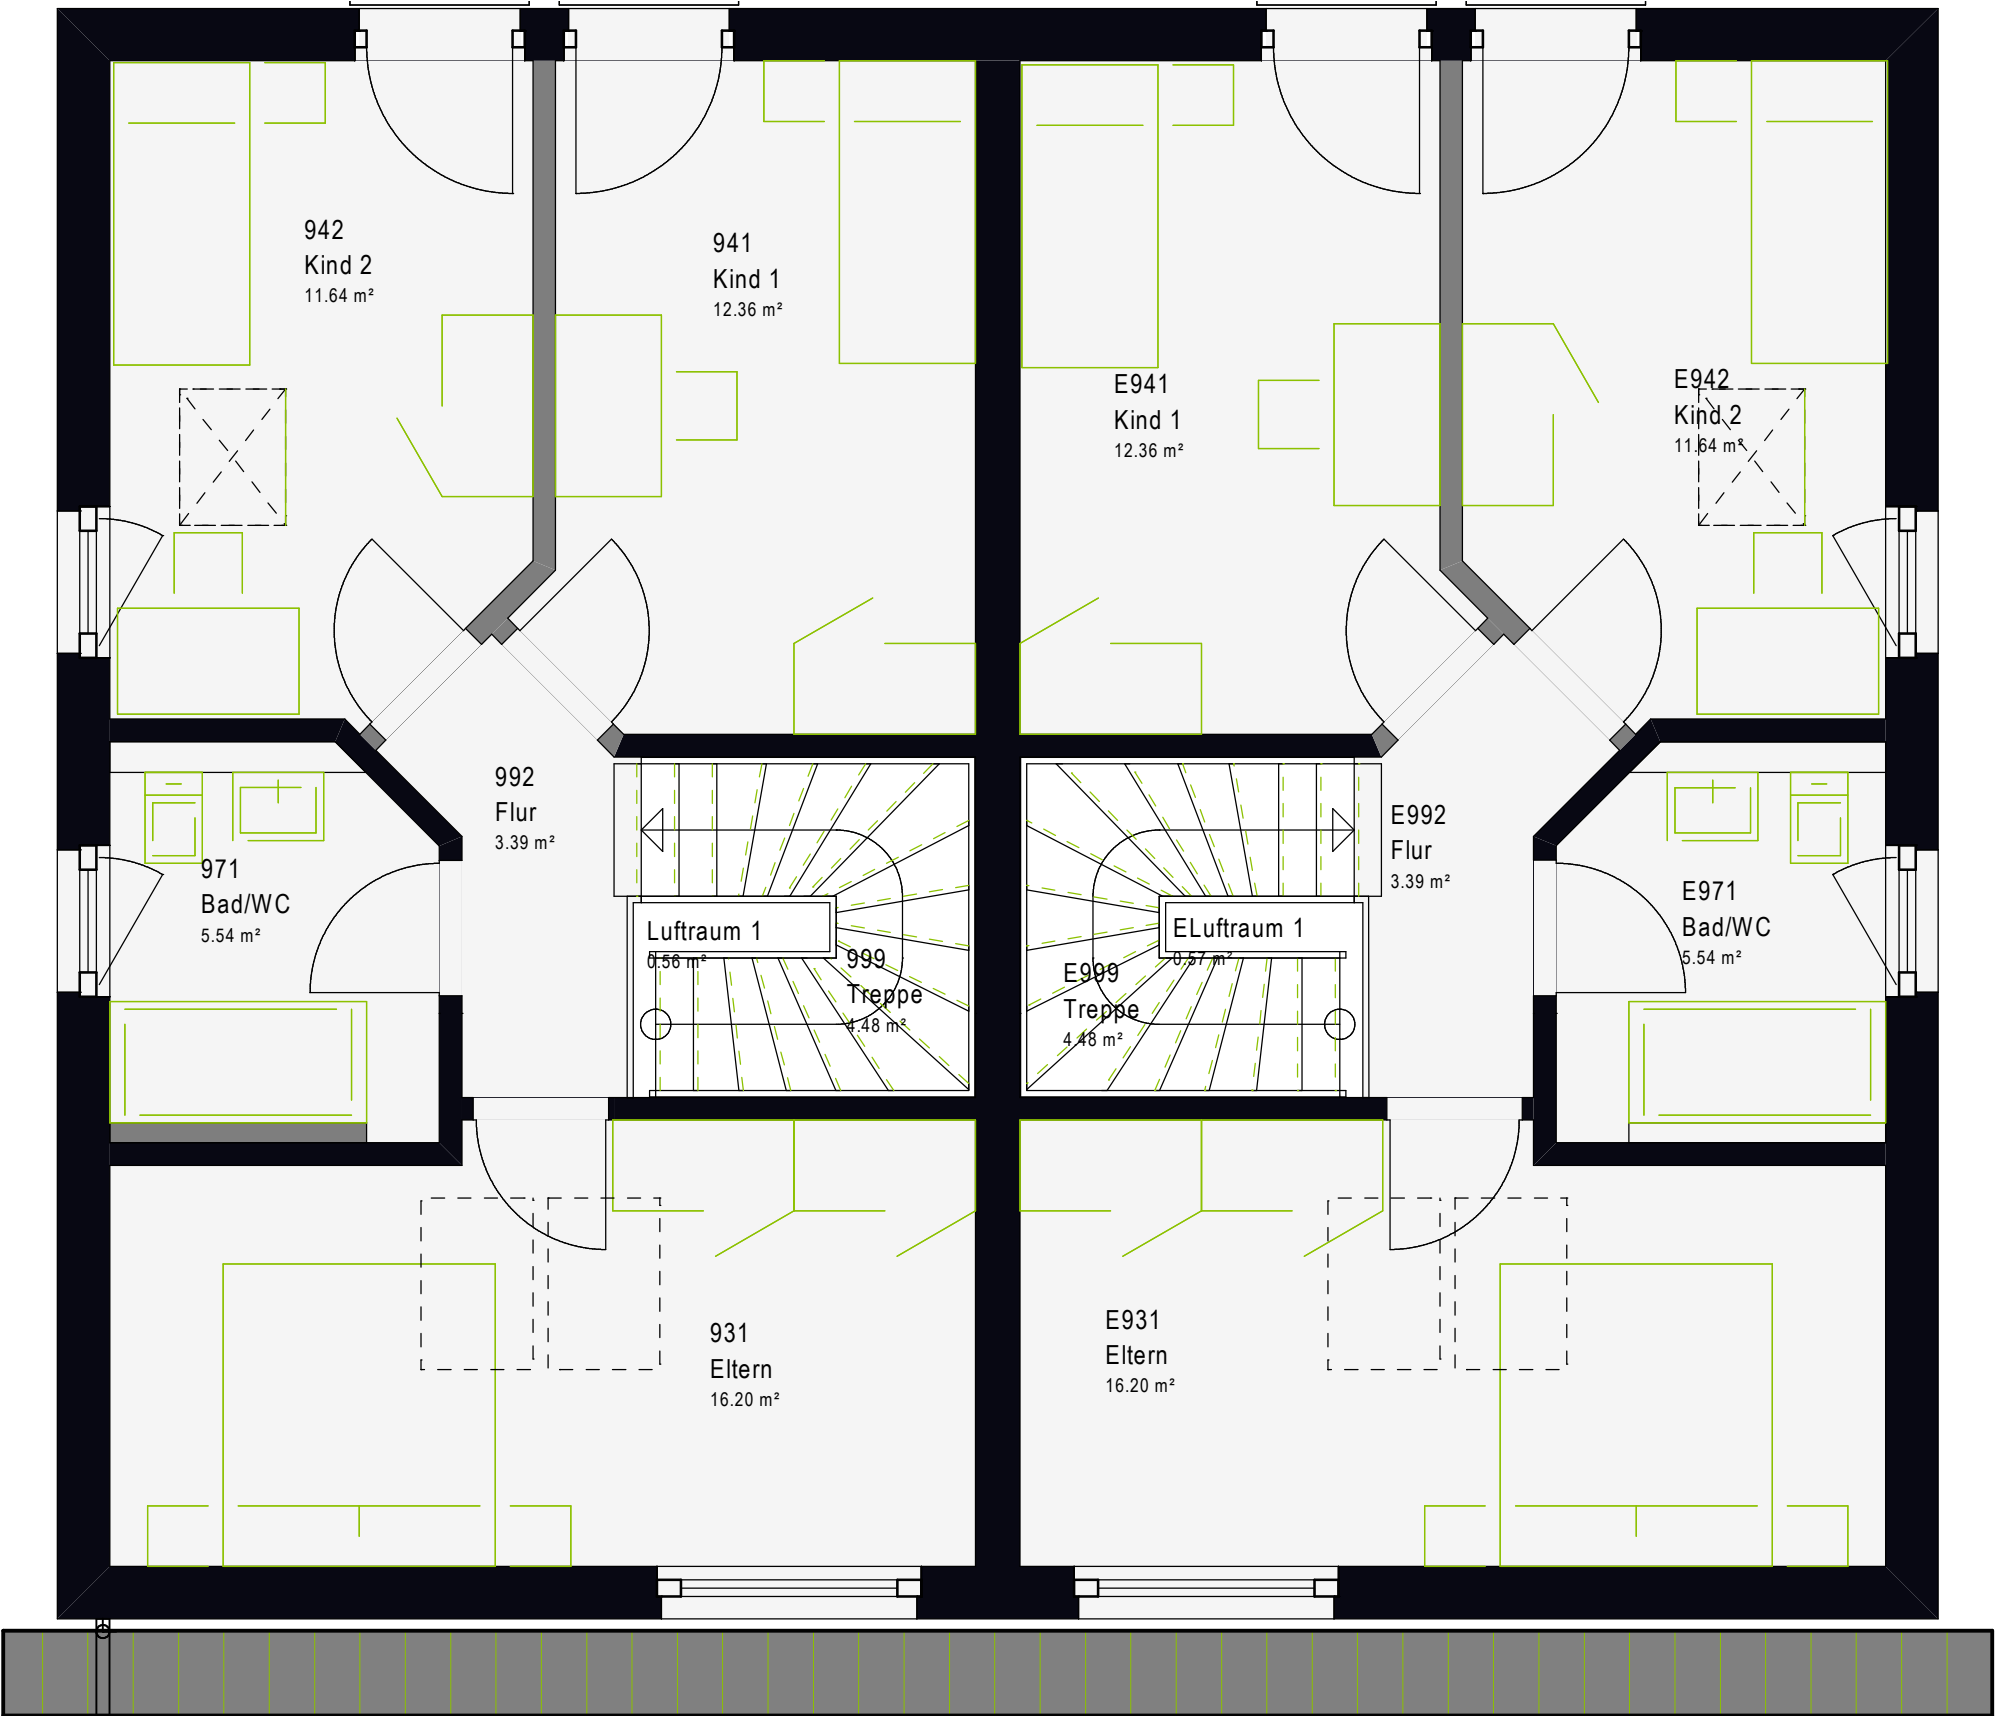 942
Kind 2
11.64 m²
941
Kind 1
12.36 m²
E941
Kind 1
12.36 m²
E942
Kind 2
11.64 m²
992
Flur
3.39 m²
E992
Flur
3.39 m²
971
Bad/WC
5.54 m²
Luftraum 1
0.56 m²
999
Treppe
4.48 m²
ELuftraum 1
0.57 m²
E999
Treppe
4.48 m²
E971
Bad/WC
5.54 m²
931
Eltern
16.20 m²
E931
Eltern
16.20 m²